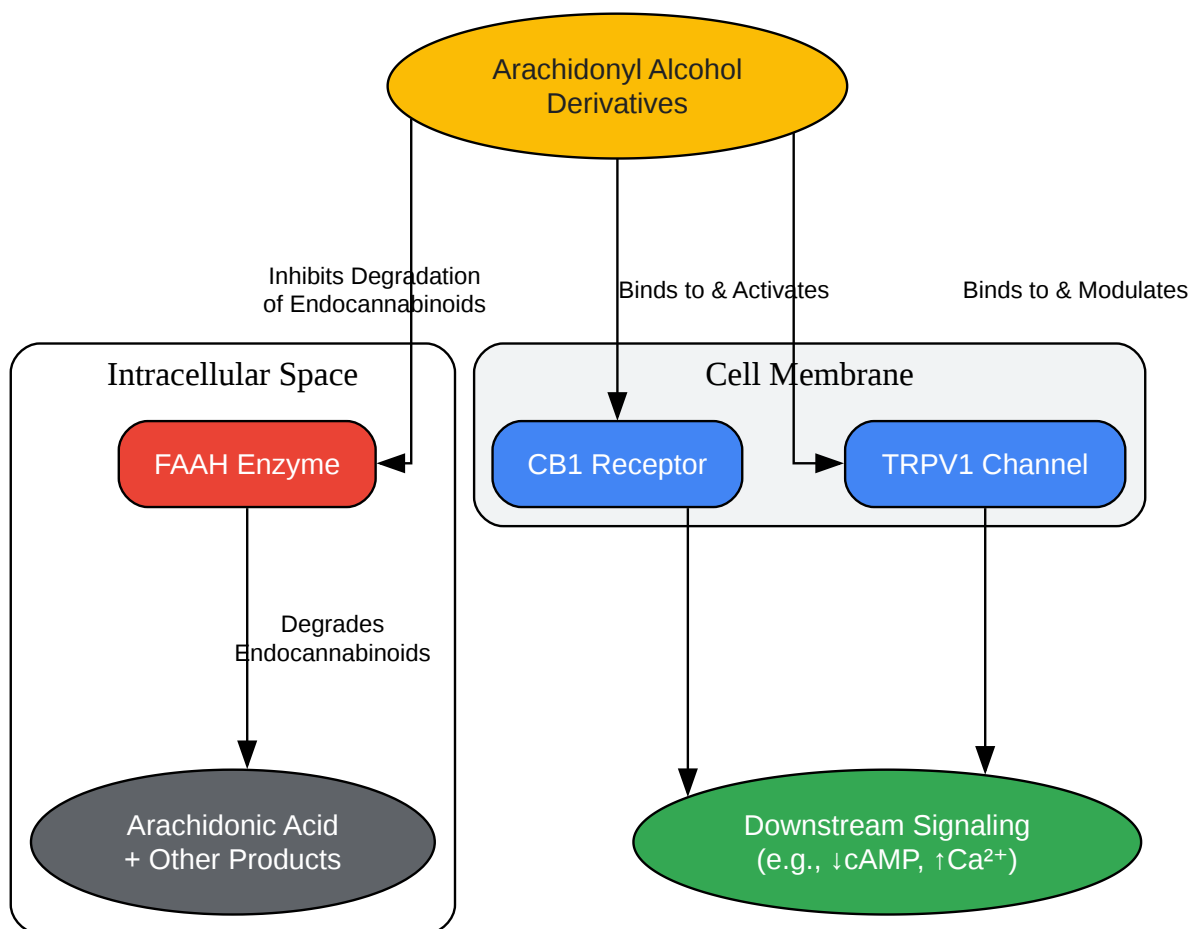 Arachidonyl Alcohol
Derivatives
Inhibits Degradation
of Endocannabinoids
Binds to & Activates
Binds to & Modulates
Intracellular Space
Cell Membrane
FAAH Enzyme
CB1 Receptor
TRPV1 Channel
Degrades
Endocannabinoids
Arachidonic Acid
+ Other Products
Downstream Signaling
(e.g., ↓cAMP, ↑Ca²⁺)